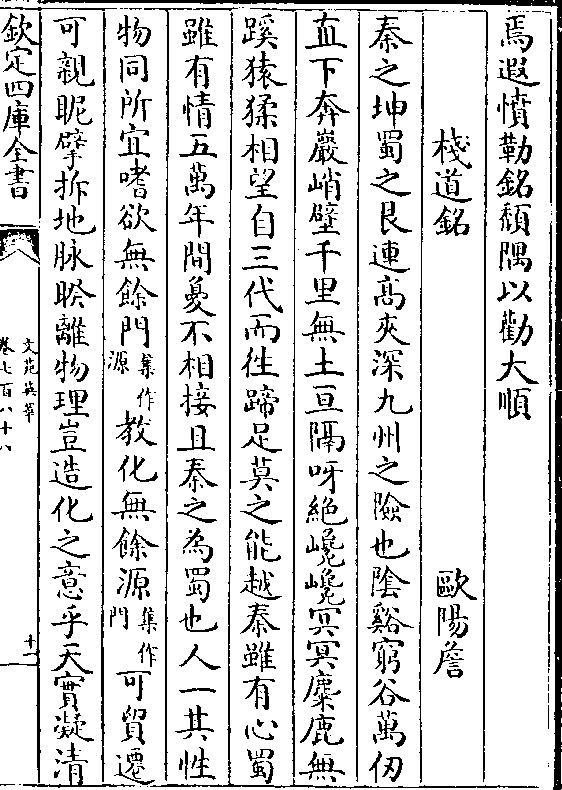 焉遐憤勒銘頽隅以勸大順
棧道銘 歐陽詹
秦之坤蜀之艮連高夾深九州之險也陰谿窮谷萬仞
直下奔巖峭壁千里無土亘隔呀絶巉巉冥冥麋鹿無
蹊猿猱相望自三代而往蹄足莫之能越秦雖有心蜀
雖有情五萬年間夐不相接且秦之為蜀也人一其性
物同所宜嗜欲無餘門集作源教化無餘源集作門可貿遷
可親昵擘拆地脉暌離物理豈造化之意乎天實凝清
欽定四庫全書
文苑英華
卷七百八十八
十一